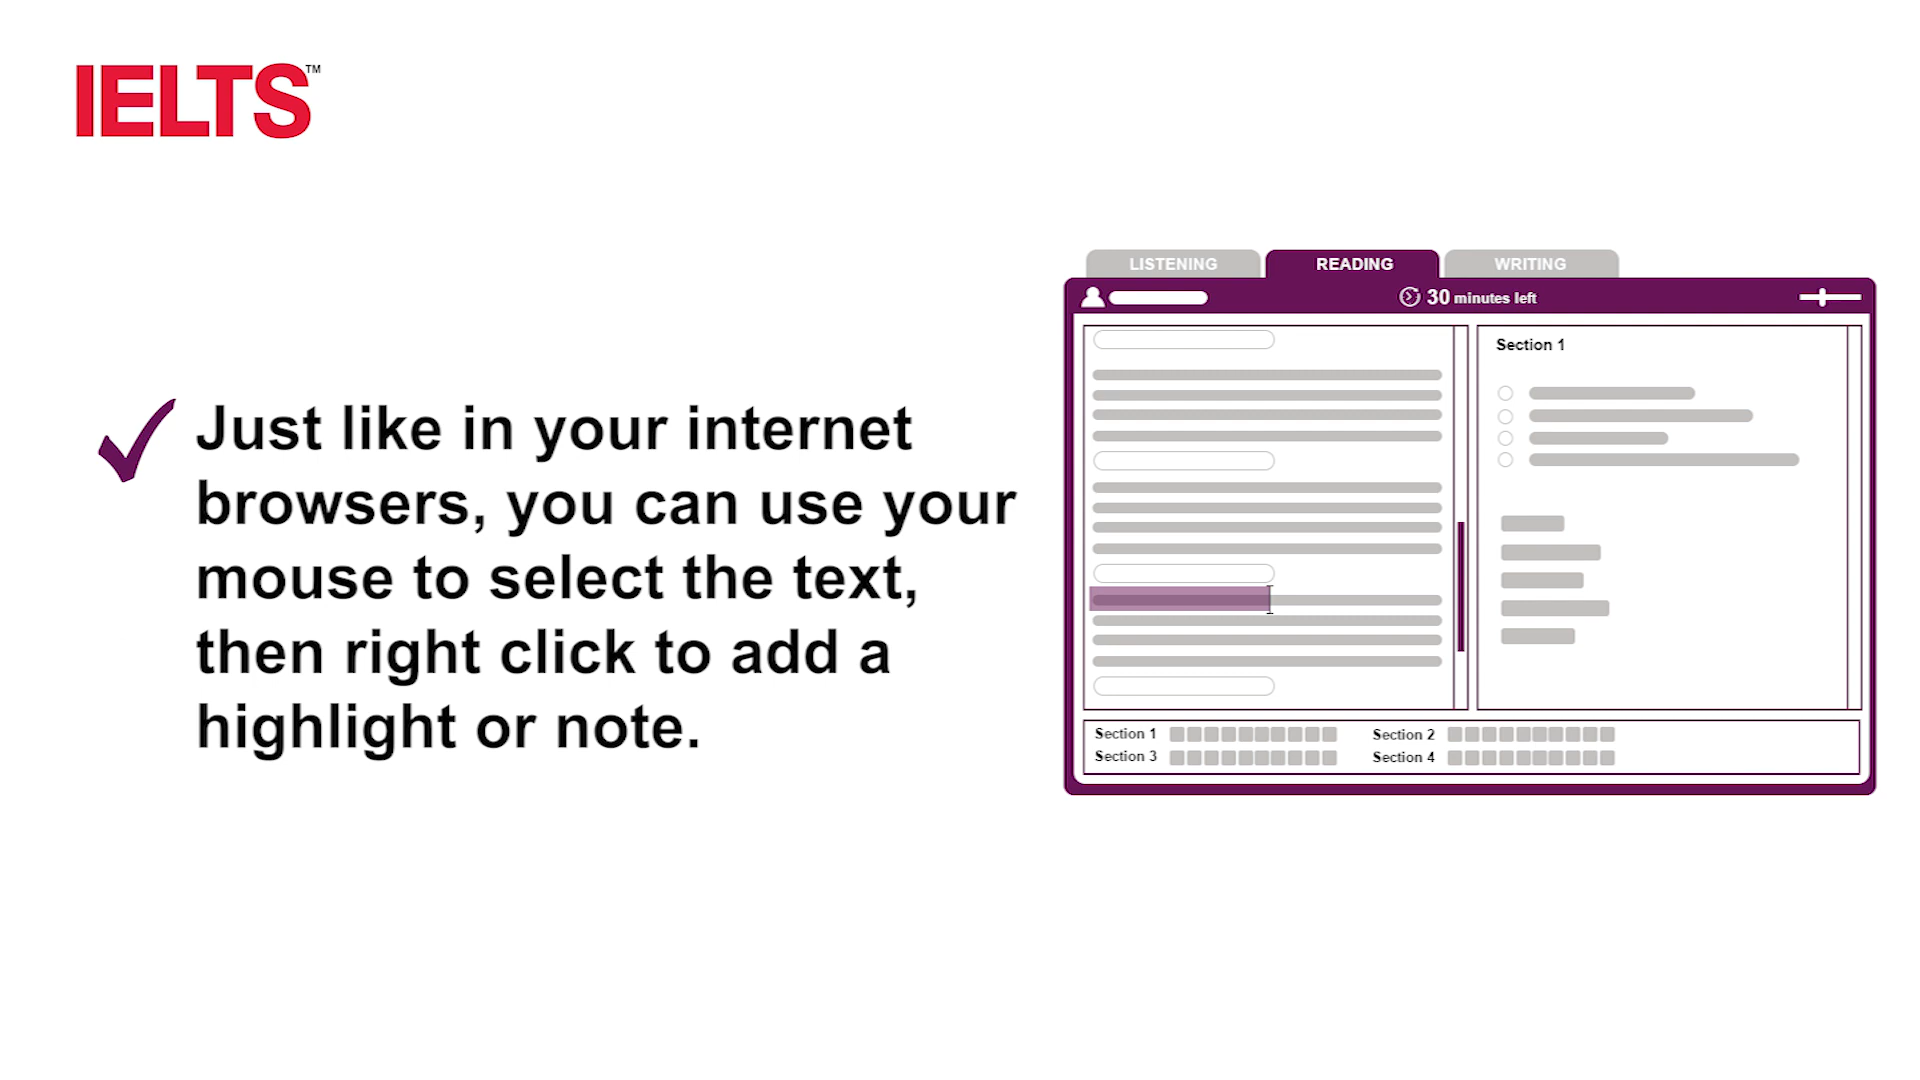 IELTS™
Just like in your internet
browsers, you can use your
mouse to select the text,
then right click to add a
highlight or note.
LISTENING
READING
WRITING
30 minutes left
Section 1
Section 1
Section 2
Section 3
Section 4